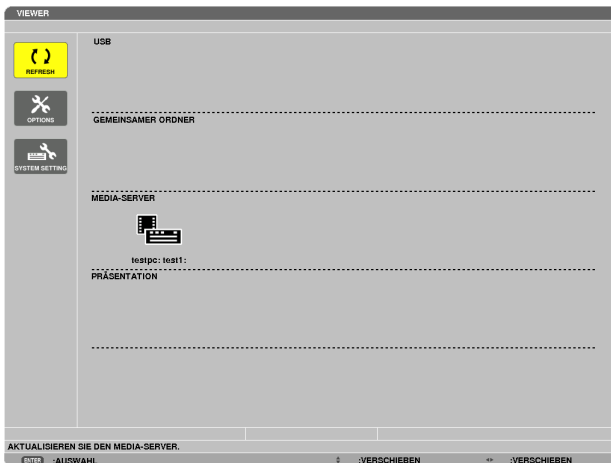 VIEWER
REFRESH
OPTIONS
SYSTEM SETTING
USB
GEMEINSAMER ORDNER
MEDIA-SERVER
testpc: test1:
PRÄSENTATION
AKTUALISIEREN SIE DEN MEDIA-SERVER.
ENTER :AUSWAHL :VERSCHIEBEN :VERSCHIEBEN